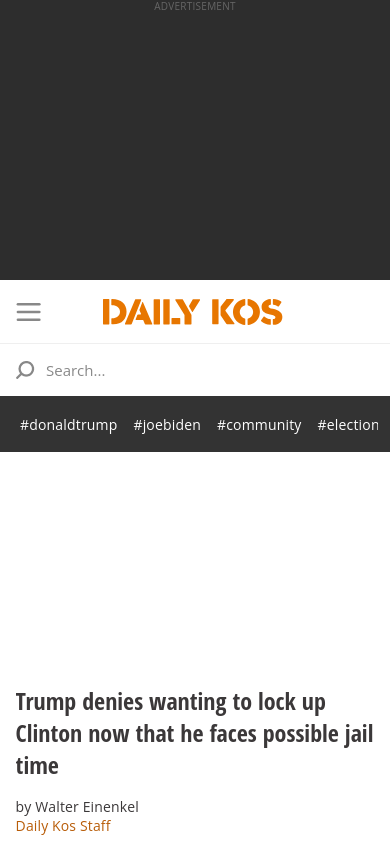 ADVERTISEMENT
DAILY KOS
Search...
#donaldtrump #joebiden #community #election
Trump denies wanting to lock up
Clinton now that he faces possible jail
time
by Walter Einenkel
Daily Kos Staff